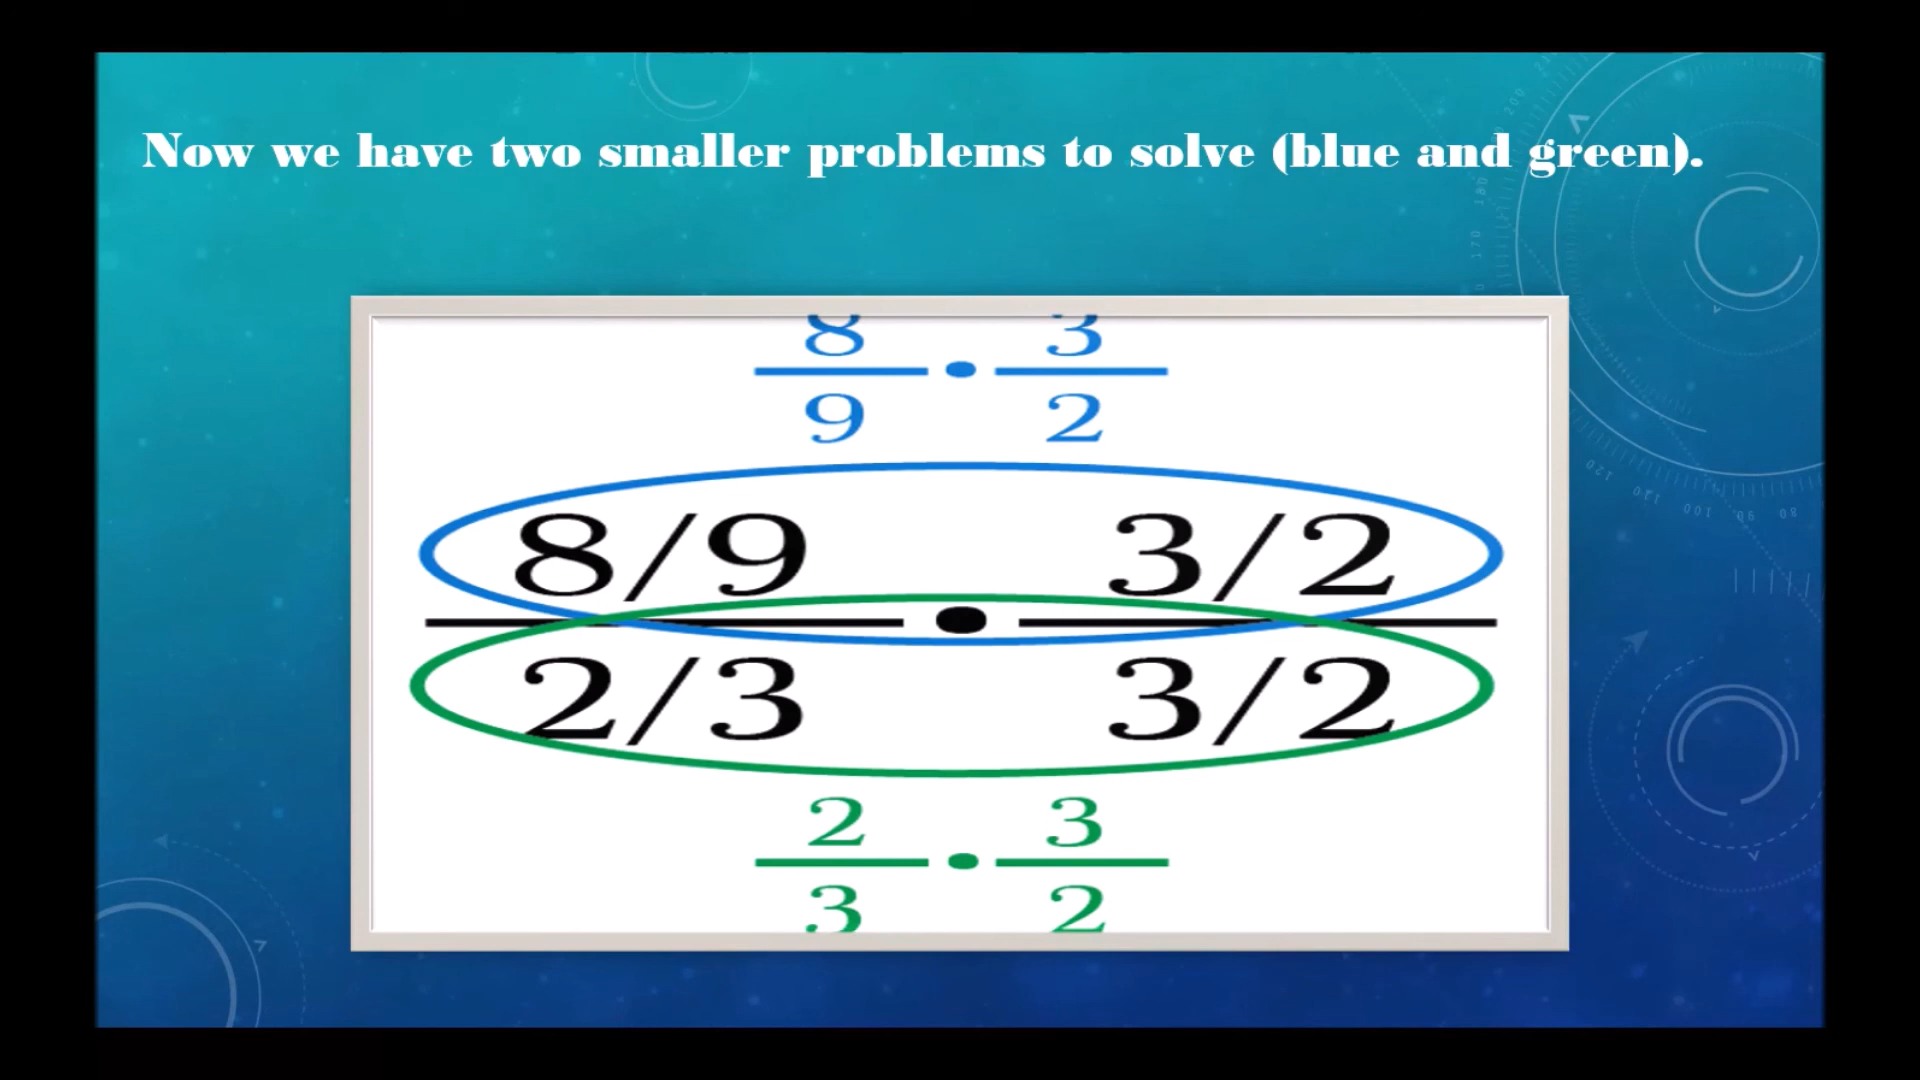 Now we have two smaller problems to solve (blue and green).
8 3
9 • 2
8/9 3/2
•
2/3 3/2
2 3
3 • 2